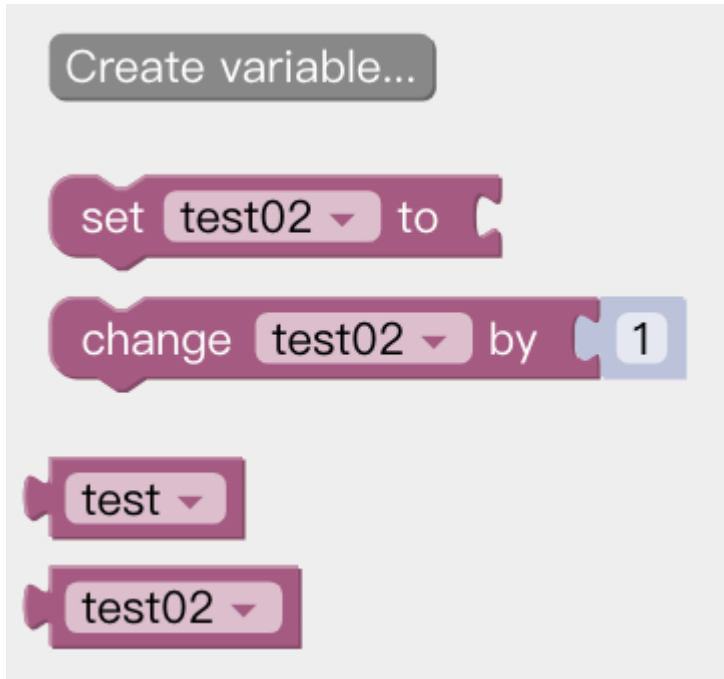 Create variable...
set test02 to
change test02 by 1
test
test02